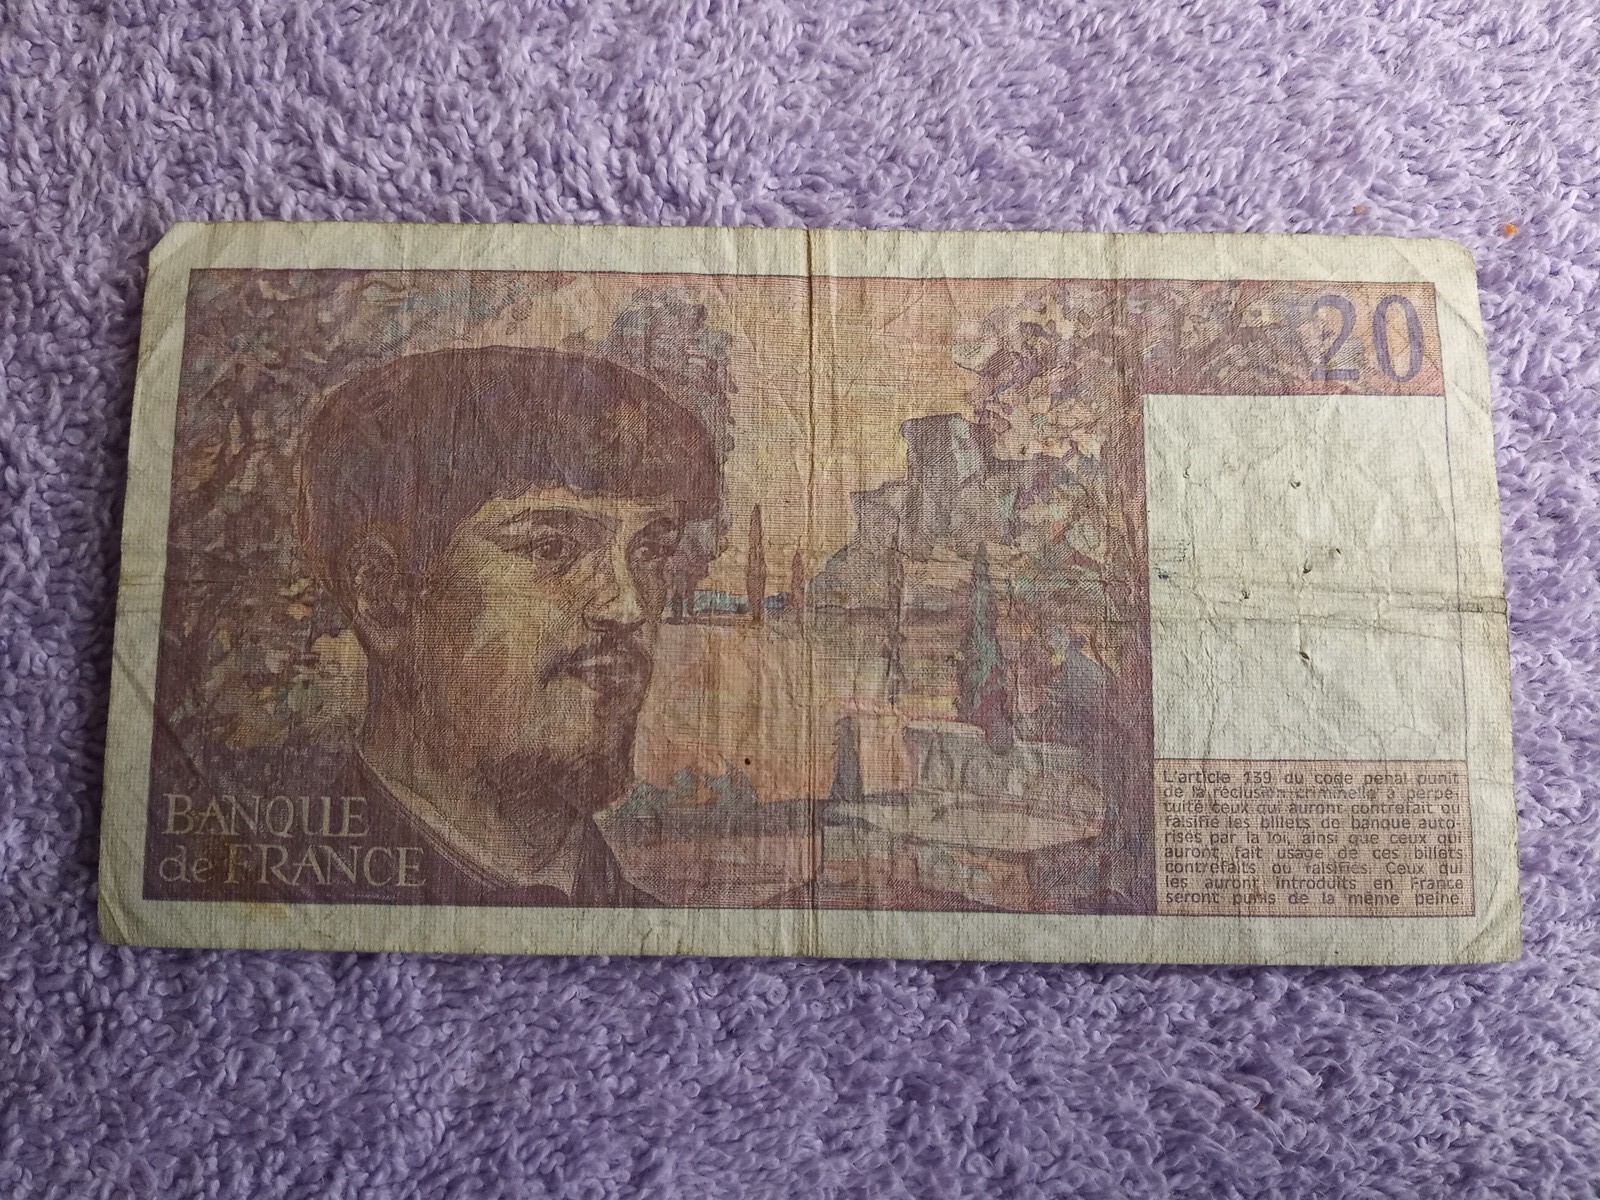 20
BANQUE
de FRANCE
L'article 139 du code pénal punit
de la réclusion criminelle à perpé-
tuité ceux qui auront contrefait ou
falsifié les billets de banque auto-
risés par la loi, ainsi que ceux qui
auront fait usage de ces billets
contrefaits ou falsifiés. Ceux qui
les auront introduits en France
seront punis de la même peine.